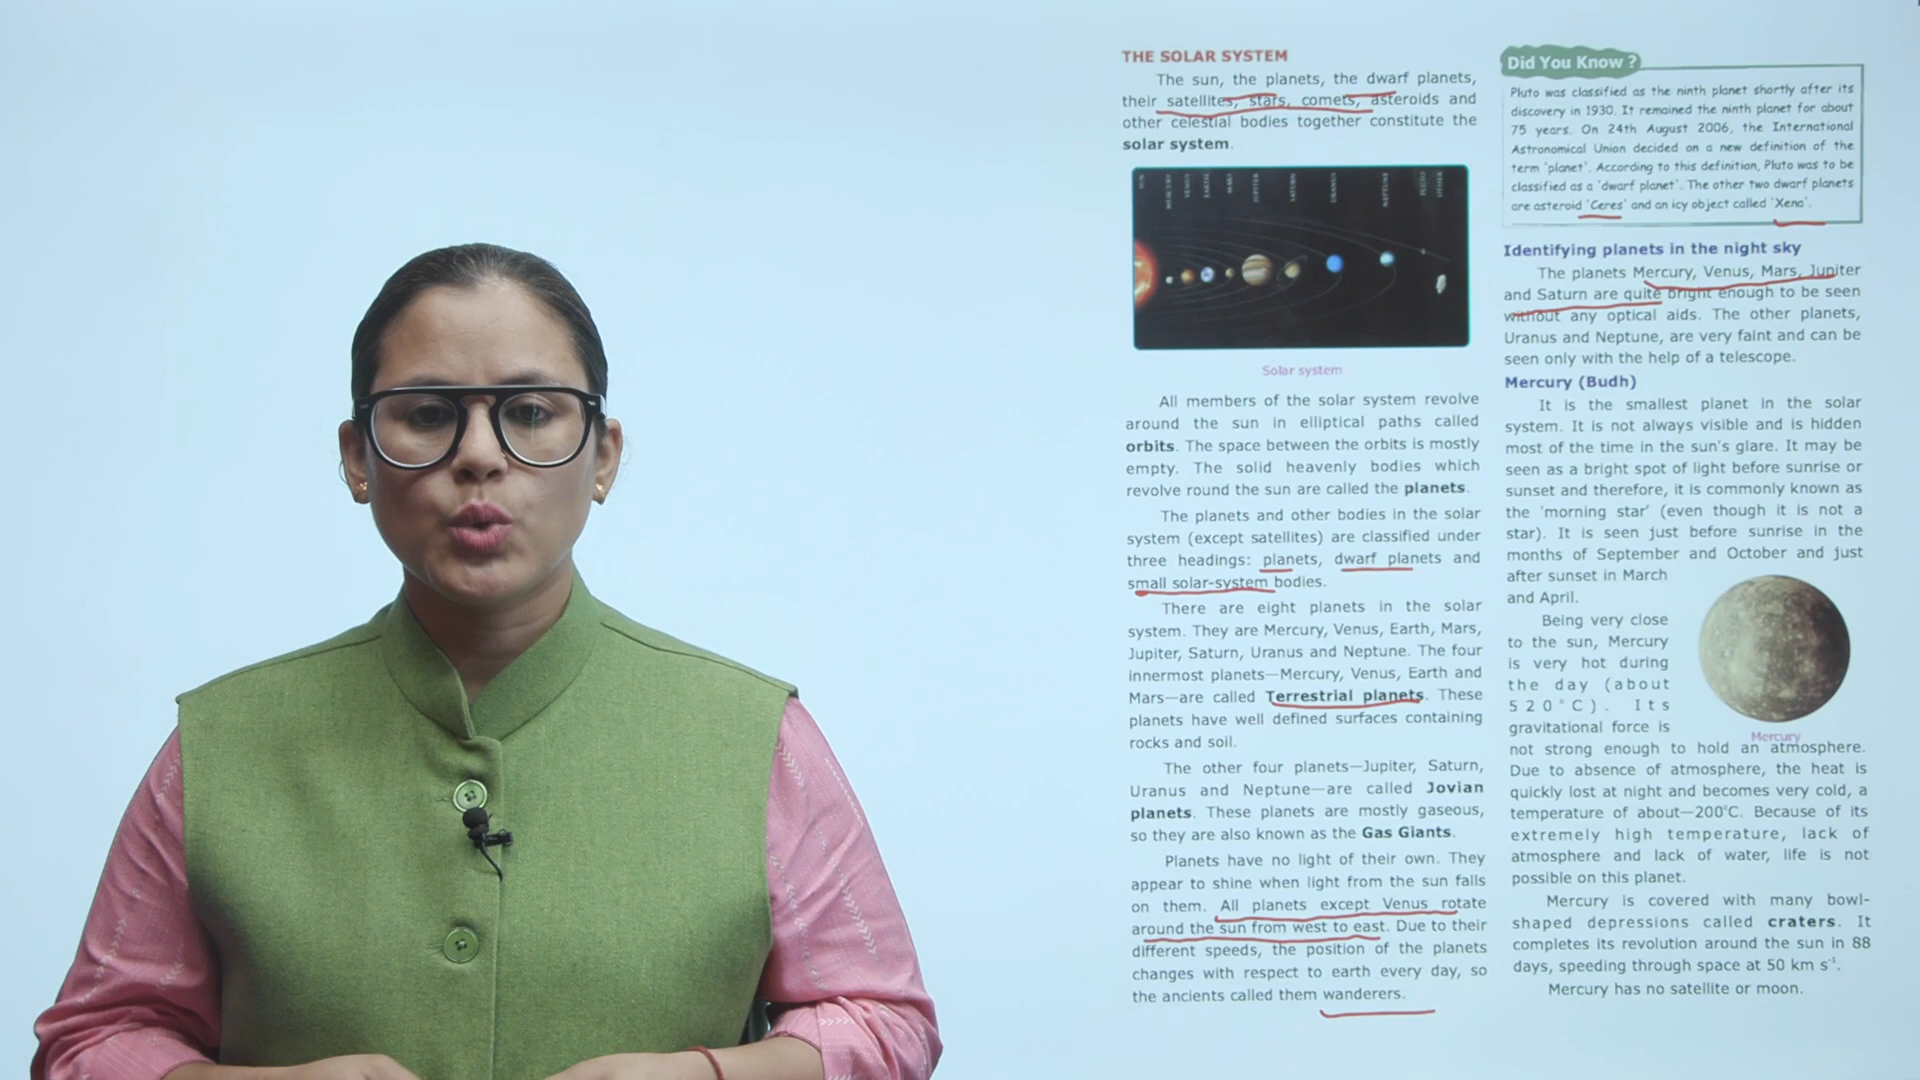 THE SOLAR SYSTEM
The sun, the planets, the dwarf planets,
their satellites, stars, comets, asteroids and
other celestial bodies together constitute the
solar system.
SUN
MERCURY
VENUS
EARTH
MARS
JUPITER
SATURN
URANUS
NEPTUNE
PLUTO
Solar system
All members of the solar system revolve
around the sun in elliptical paths called
orbits. The space between the orbits is mostly
empty. The solid heavenly bodies which
revolve round the sun are called the planets.
The planets and other bodies in the solar
system (except satellites) are classified under
three headings: planets, dwarf planets and
small solar-system bodies.
There are eight planets in the solar
system. They are Mercury, Venus, Earth, Mars,
Jupiter, Saturn, Uranus and Neptune. The four
innermost planets—Mercury, Venus, Earth and
Mars—are called Terrestrial planets. These
planets have well defined surfaces containing
rocks and soil.
The other four planets—Jupiter, Saturn,
Uranus and Neptune—are called Jovian
planets. These planets are mostly gaseous,
so they are also known as the Gas Giants.
Planets have no light of their own. They
appear to shine when light from the sun falls
on them. All planets except Venus rotate
around the sun from west to east. Due to their
different speeds, the position of the planets
changes with respect to earth every day, so
the ancients called them wanderers.
Did You Know ?
Pluto was classified as the ninth planet shortly after its
discovery in 1930. It remained the ninth planet for about
75 years. On 24th August 2006, the International
Astronomical Union decided on a new definition of the
term 'planet'. According to this definition, Pluto was to be
classified as a 'dwarf planet'. The other two dwarf planets
are asteroid 'Ceres' and an icy object called 'Xena'.
Identifying planets in the night sky
The planets Mercury, Venus, Mars, Jupiter
and Saturn are quite bright enough to be seen
without any optical aids. The other planets,
Uranus and Neptune, are very faint and can be
seen only with the help of a telescope.
Mercury (Budh)
It is the smallest planet in the solar
system. It is not always visible and is hidden
most of the time in the sun's glare. It may be
seen as a bright spot of light before sunrise or
sunset and therefore, it is commonly known as
the 'morning star' (even though it is not a
star). It is seen just before sunrise in the
months of September and October and just
after sunset in March
and April.
Being very close
to the sun, Mercury
is very hot during
the day (about
520°C). Its
gravitational force is
Mercury
not strong enough to hold an atmosphere.
Due to absence of atmosphere, the heat is
quickly lost at night and becomes very cold, a
temperature of about—200°C. Because of its
extremely high temperature, lack of
atmosphere and lack of water, life is not
possible on this planet.
Mercury is covered with many bowl-
shaped depressions called craters. It
completes its revolution around the sun in 88
days, speeding through space at 50 km s⁻¹.
Mercury has no satellite or moon.